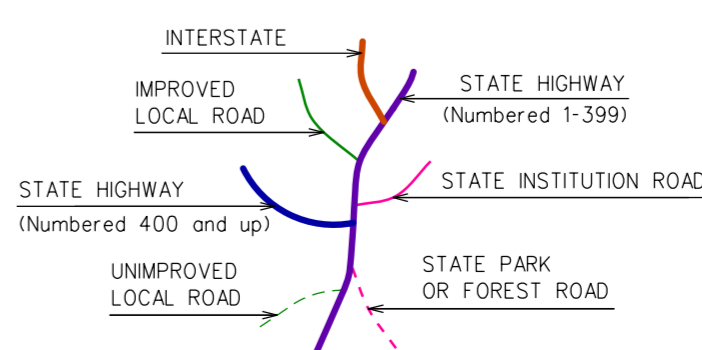 INTERSTATE
IMPROVED
LOCAL ROAD
STATE HIGHWAY
(Numbered 1-399)
STATE HIGHWAY
(Numbered 400 and up)
STATE INSTITUTION ROAD
UNIMPROVED
LOCAL ROAD
STATE PARK
OR FOREST ROAD